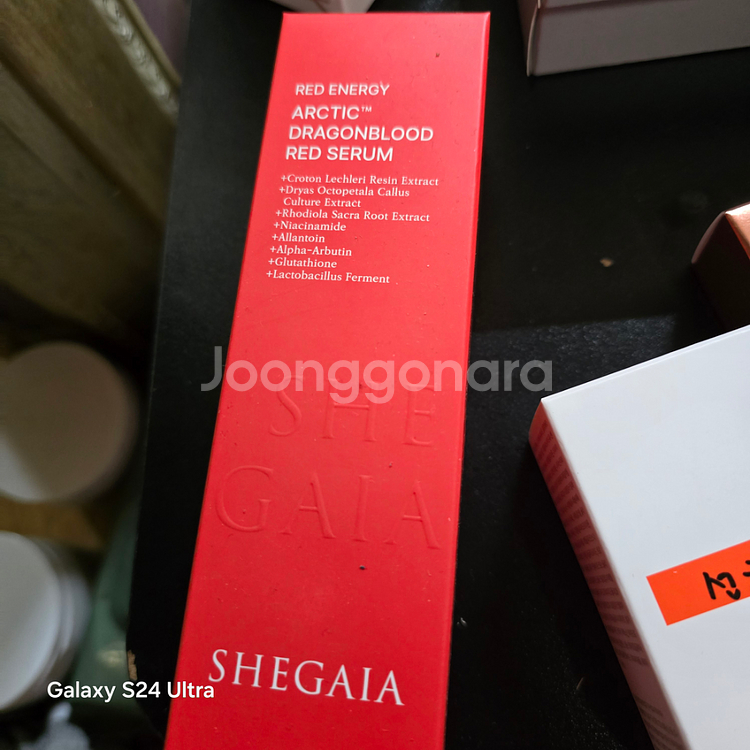 RED ENERGY
ARCTIC™
DRAGONBLOOD
RED SERUM
+Croton Lechleri Resin Extract
+Dryas Octopetala Callus
Culture Extract
+Rhodiola Sacra Root Extract
+Niacinamide
+Allantoin
+Alpha-Arbutin
+Glutathione
+Lactobacillus Ferment
Joonggonara
SHE
GAIA
SHEGAIA
Galaxy S24 Ultra